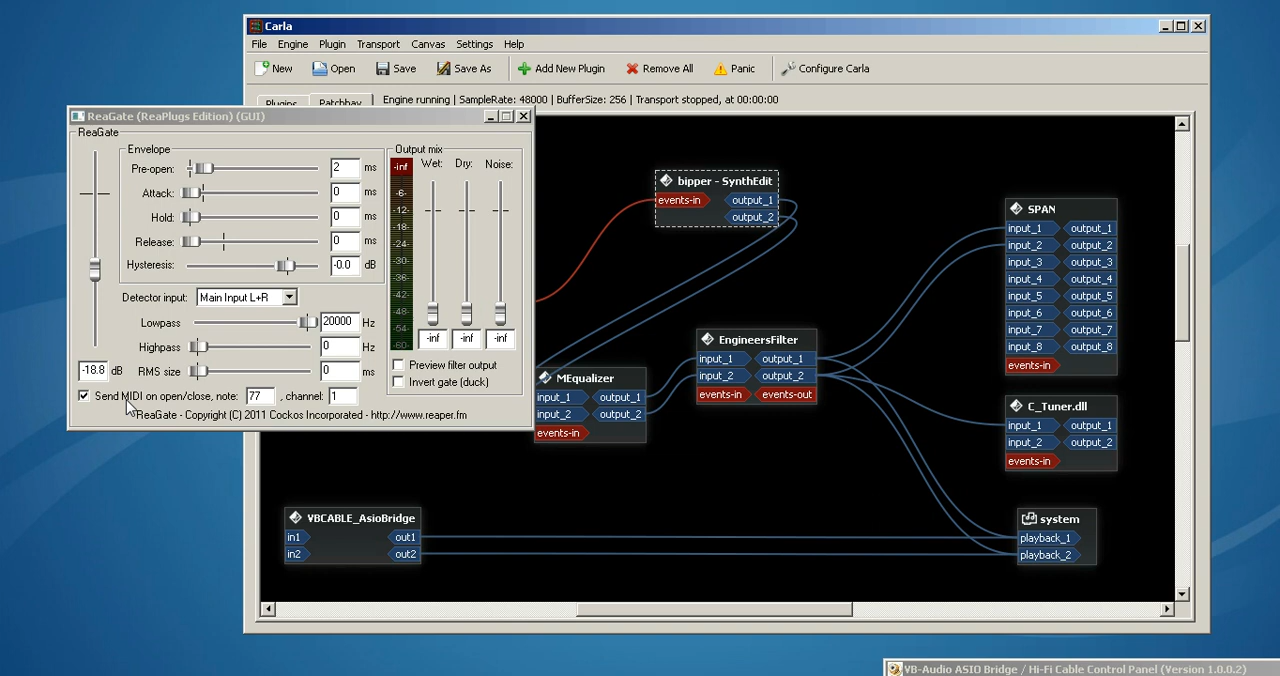 Carla
File Engine Plugin Transport Canvas Settings Help
New Open Save Save As Add New Plugin Remove All Panic Configure Carla
Plugins Patchbay Engine running | SampleRate: 48000 | BufferSize: 256 | Transport stopped, at 00:00:00
ReaGate (ReaPlugs Edition) (GUI)
ReaGate
Envelope
Pre-open: 2 ms
Attack: 0 ms
Hold: 0 ms
Release: 0 ms
Hysteresis: -0.0 dB
Detector input: Main Input L+R
Lowpass 20000 Hz
Highpass 0 Hz
-18.8 dB RMS size 0 ms
Output mix
-inf Wet: Dry: Noise:
-6-
-12-
-18-
-24-
-30-
-36-
-42-
-48-
-54-
-60-
-inf -inf -inf
Preview filter output
Invert gate (duck)
Send MIDI on open/close, note: 77 , channel: 1
ReaGate - Copyright (C) 2011 Cockos Incorporated - http://www.reaper.fm
bipper - SynthEdit
events-in output_1
output_2
MEqualizer
input_1 output_1
input_2 output_2
events-in
EngineersFilter
input_1 output_1
input_2 output_2
events-in events-out
SPAN
input_1 output_1
input_2 output_2
input_3 output_3
input_4 output_4
input_5 output_5
input_6 output_6
input_7 output_7
input_8 output_8
events-in
C_Tuner.dll
input_1 output_1
input_2 output_2
events-in
VBCABLE_AsioBridge
in1 out1
in2 out2
system
playback_1
playback_2
VB-Audio ASIO Bridge / Hi-Fi Cable Control Panel (Version 1.0.0.2)